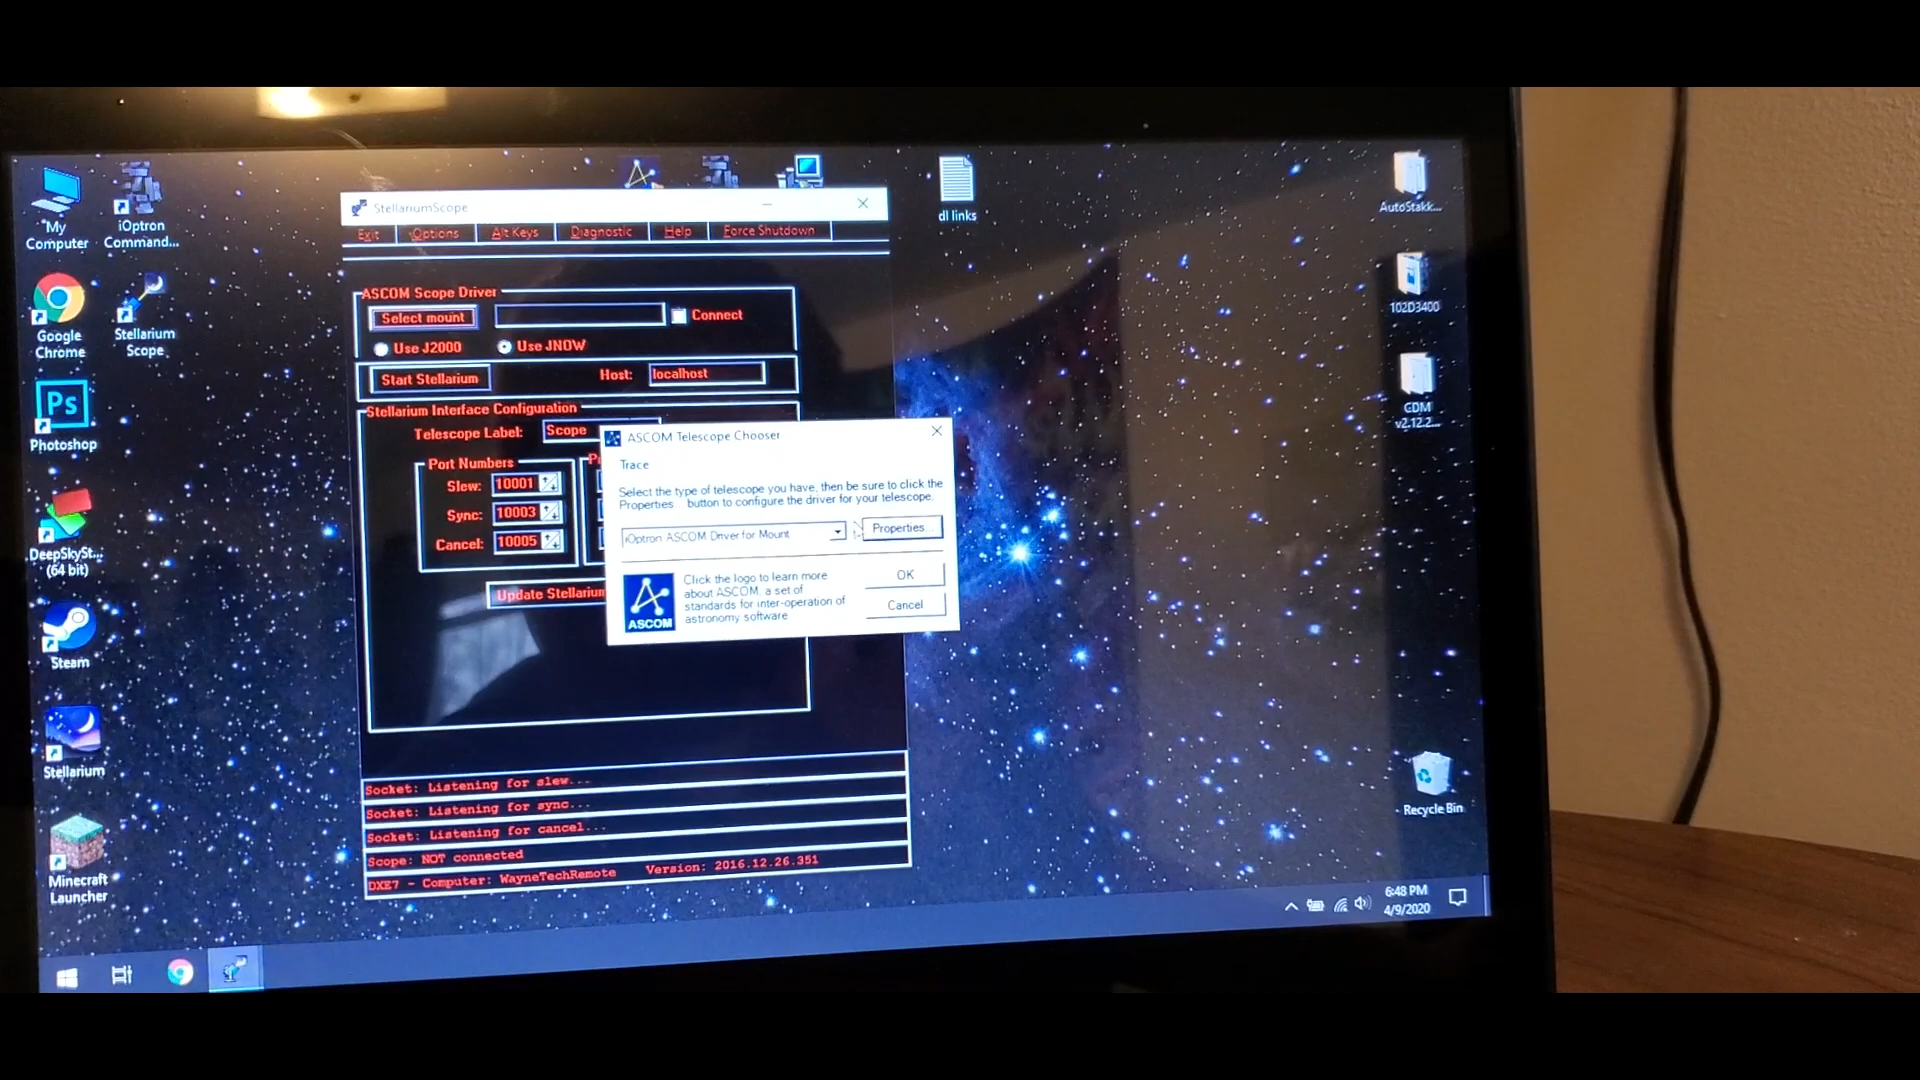 My
Computer
iOptron
Command...
Google
Chrome
Stellarium
Scope
Ps
Photoshop
DeepSkySt...
(64 bit)
Steam
Stellarium
Minecraft
Launcher
StellariumScope
Exit Options Alt Keys Diagnostic Help Force Shutdown
ASCOM Scope Driver
Select mount Connect
Use J2000 Use JNOW
Start Stellarium Host: localhost
Stellarium Interface Configuration
Telescope Label: Scope
Port Numbers
Slew: 10001
Sync: 10003
Cancel: 10005
Update Stellarium
ASCOM Telescope Chooser
Trace
Select the type of telescope you have, then be sure to click the
Properties... button to configure the driver for your telescope.
iOptron ASCOM Driver for Mount Properties...
Click the logo to learn more
about ASCOM, a set of
standards for inter-operation of
astronomy software
ASCOM
OK
Cancel
Socket: Listening for slew...
Socket: Listening for sync...
Socket: Listening for cancel...
Scope: NOT connected
DXE7 - Computer: WayneTechRemote Version: 2016.12.26.351
dl links
AutoStakk...
102D3400
CDM
v2.12.2...
Recycle Bin
6:48 PM
4/9/2020